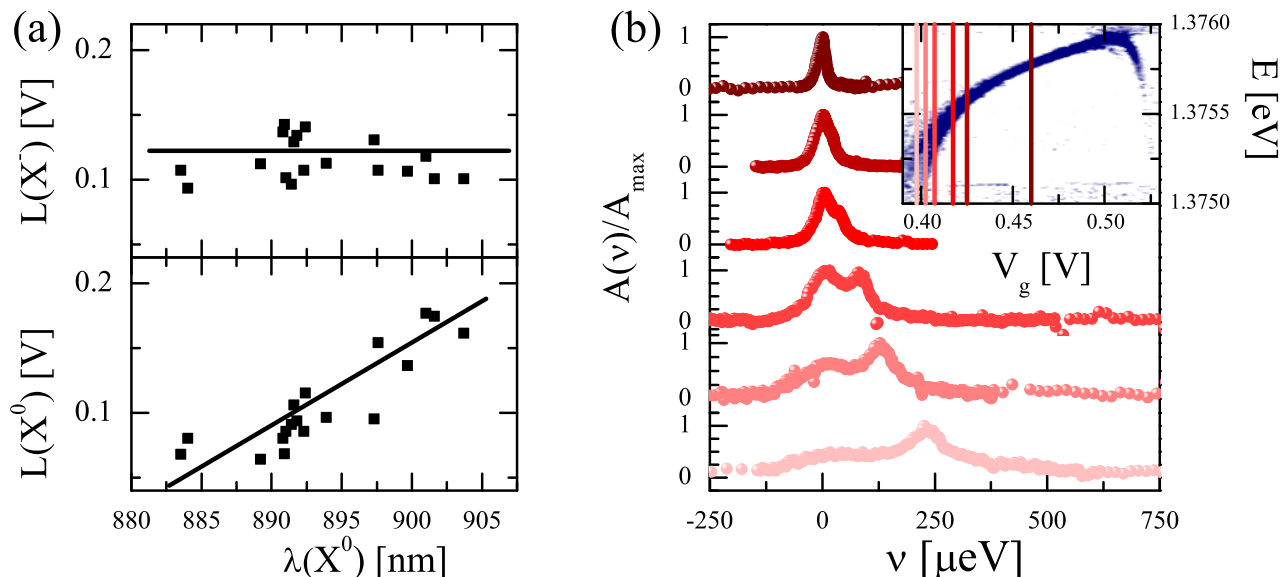 (a)
0.2
L(X⁻) [V]
0.1
0.2
L(X⁰) [V]
0.1
880 885 890 895 900 905
λ(X⁰) [nm]
(b)
A(ν)/A_max
1
0
1
0
1
0
1
0
1
0
1
0
-250 0 250 500 750
ν [μeV]
1.3760
1.3755
1.3750
E [eV]
0.40 0.45 0.50
V_g [V]